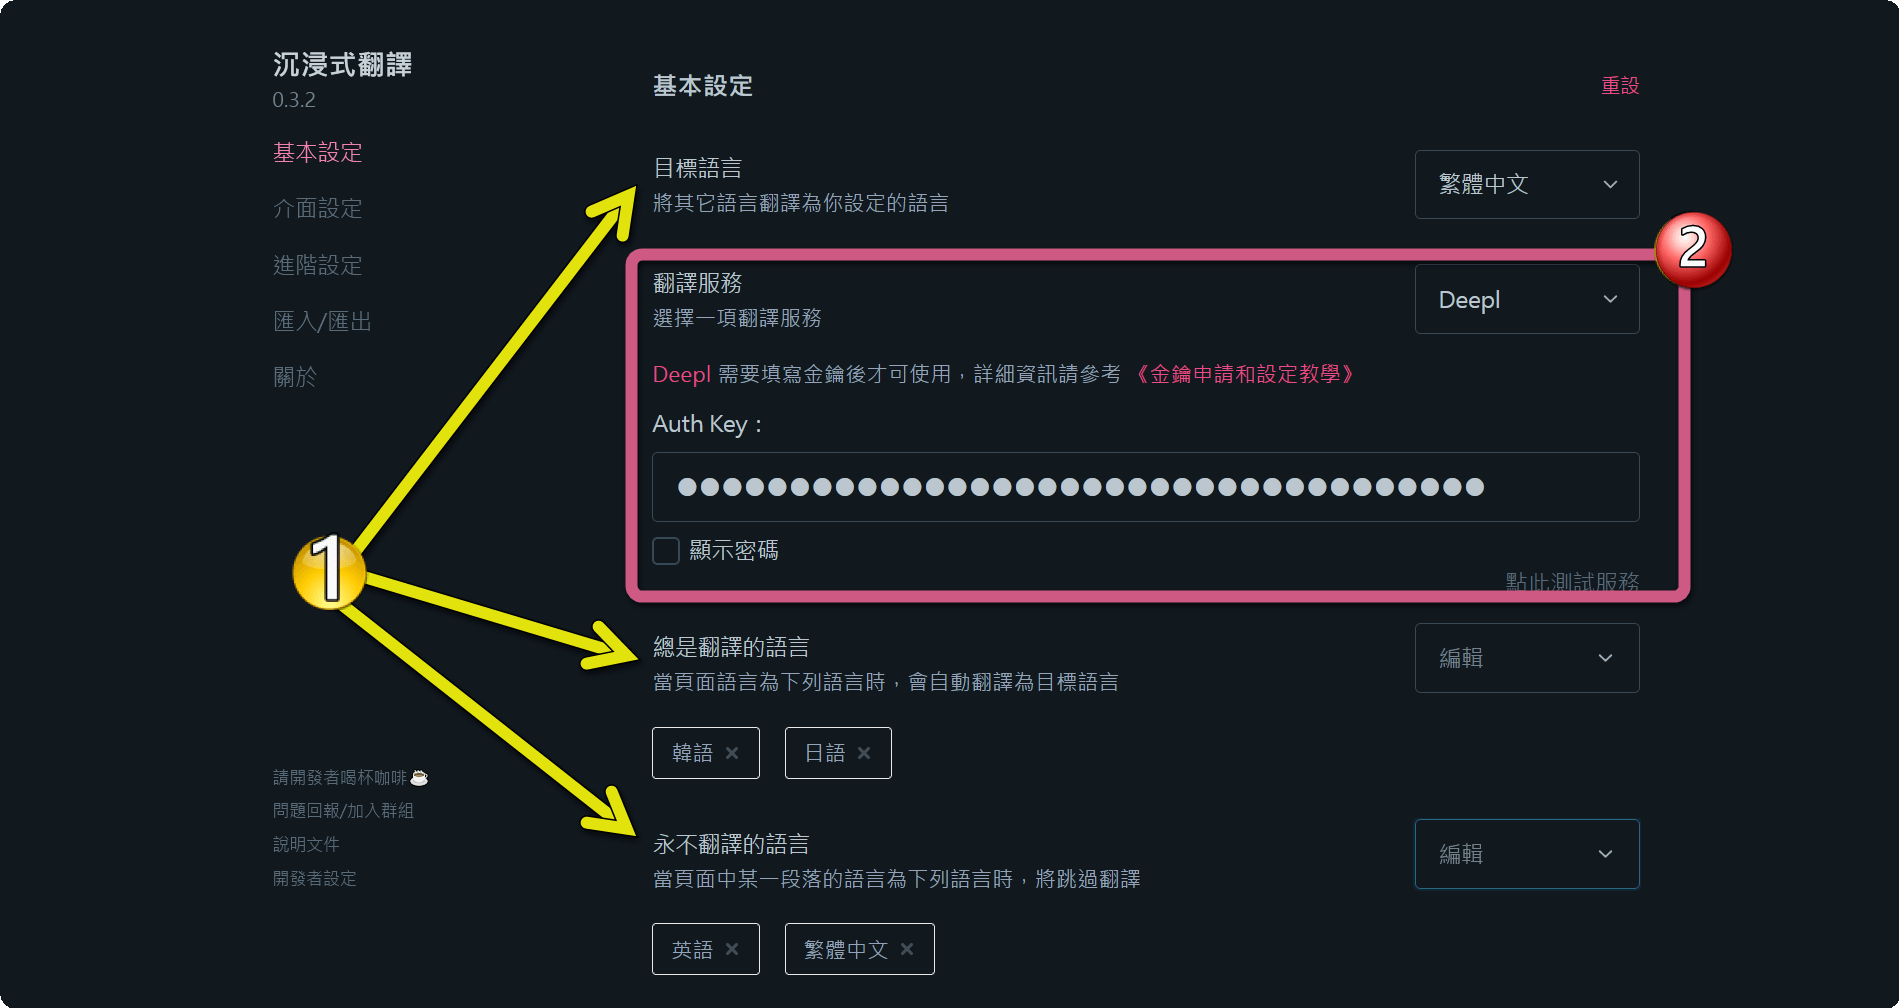 沉浸式翻譯
0.3.2
基本設定
介面設定
進階設定
匯入/匯出
關於
請開發者喝杯咖啡☕
問題回報/加入群組
說明文件
開發者設定
基本設定
重設
目標語言
將其它語言翻譯為你設定的語言
繁體中文
翻譯服務
選擇一項翻譯服務
Deepl
Deepl 需要填寫金鑰後才可使用，詳細資訊請參考 《金鑰申請和設定教學》
Auth Key：
●●●●●●●●●●●●●●●●●●●●●●●●●●●●●●●●●●●●
顯示密碼
點此測試服務
總是翻譯的語言
當頁面語言為下列語言時，會自動翻譯為目標語言
編輯
韓語 ×
日語 ×
永不翻譯的語言
當頁面中某一段落的語言為下列語言時，將跳過翻譯
編輯
英語 ×
繁體中文 ×
1
2